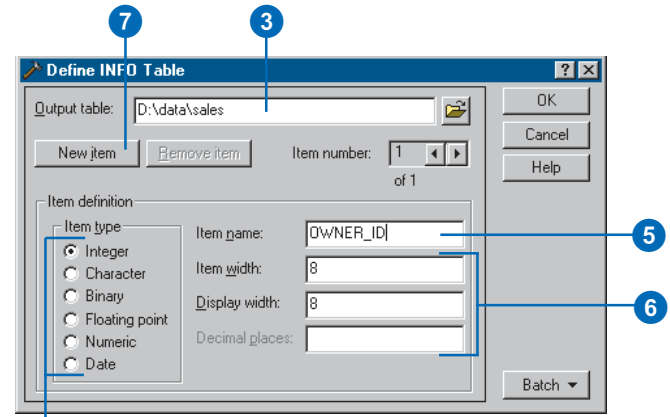 7
3
Define INFO Table
Output table: D:\data\sales
OK
Cancel
Help
New item
Remove item
Item number: 1
of 1
Item definition
Item type
Integer
Character
Binary
Floating point
Numeric
Date
Item name: OWNER_ID
5
Item width: 8
Display width: 8
6
Decimal places:
Batch